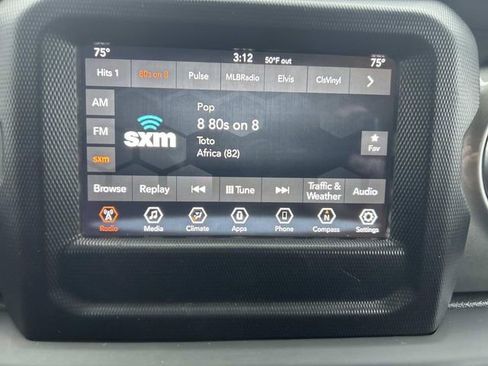 75° 3:12 50°F out 75°
Hits 1 80s on 8 Pulse MLBRadio Elvis ClsVinyl
AM
Pop
8 80s on 8
FM
sxm
Toto
Fav
sxm
Africa (82)
Browse Replay Tune Traffic & Weather Audio
Radio Media Climate Apps Phone Compass Settings